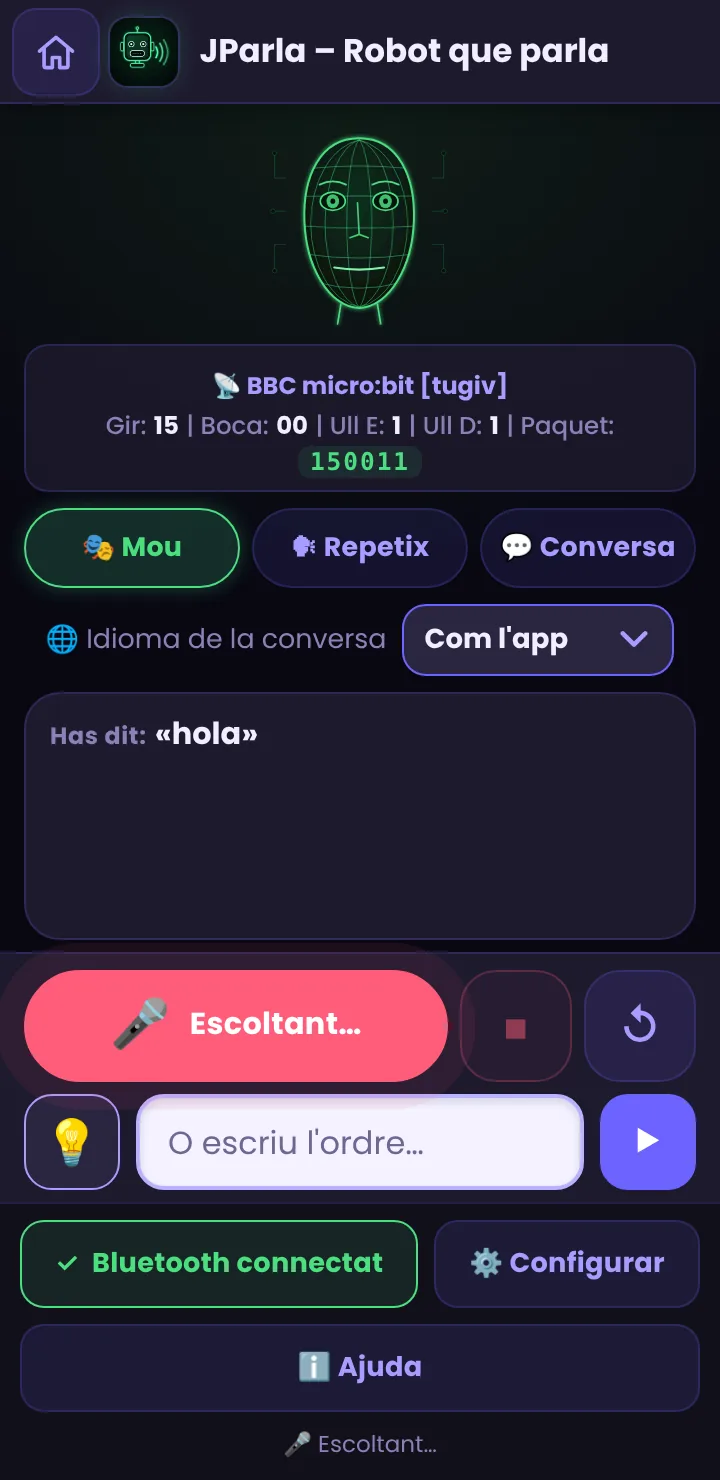 JParla – Robot que parla
📡 BBC micro:bit [tugiv]
Gir: 15 | Boca: 00 | Ull E: 1 | Ull D: 1 | Paquet:
150011
🎭 Mou
🗣 Repetix
💬 Conversa
🌐 Idioma de la conversa
Com l'app
Has dit: «hola»
🎤 Escoltant…
O escriu l'ordre…
✓ Bluetooth connectat
⚙️ Configurar
ℹ️ Ajuda
🎤 Escoltant…